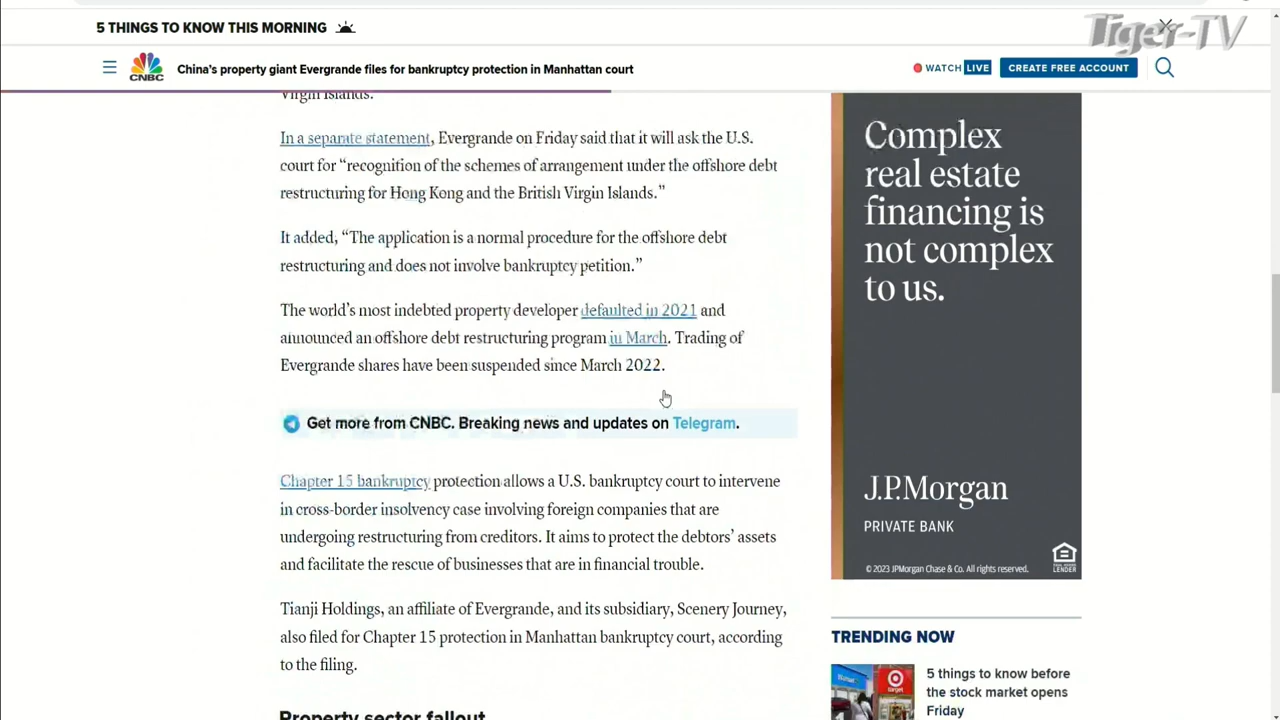 5 THINGS TO KNOW THIS MORNING
Tiger-TV
CNBC
China's property giant Evergrande files for bankruptcy protection in Manhattan court
WATCH LIVE
CREATE FREE ACCOUNT
Virgin Islands.
In a separate statement, Evergrande on Friday said that it will ask the U.S.
court for “recognition of the schemes of arrangement under the offshore debt
restructuring for Hong Kong and the British Virgin Islands.”
It added, “The application is a normal procedure for the offshore debt
restructuring and does not involve bankruptcy petition.”
The world’s most indebted property developer defaulted in 2021 and
announced an offshore debt restructuring program in March. Trading of
Evergrande shares have been suspended since March 2022.
Get more from CNBC. Breaking news and updates on Telegram.
Chapter 15 bankruptcy protection allows a U.S. bankruptcy court to intervene
in cross-border insolvency case involving foreign companies that are
undergoing restructuring from creditors. It aims to protect the debtors’ assets
and facilitate the rescue of businesses that are in financial trouble.
Tianji Holdings, an affiliate of Evergrande, and its subsidiary, Scenery Journey,
also filed for Chapter 15 protection in Manhattan bankruptcy court, according
to the filing.
Property sector fallout
Complex
real estate
financing is
not complex
to us.
J.P.Morgan
PRIVATE BANK
© 2023 JPMorgan Chase & Co. All rights reserved.
TRENDING NOW
5 things to know before
the stock market opens
Friday